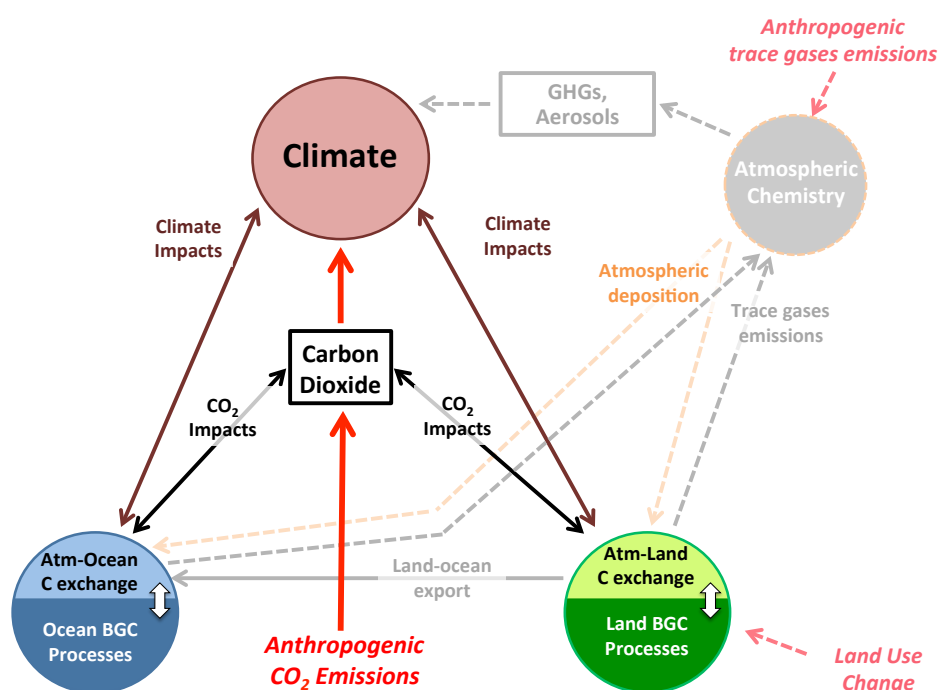 Anthropogenic
trace gases emissions
GHGs,
Aerosols
Climate
Atmospheric
Chemistry
Climate
Impacts
Climate
Impacts
Atmospheric
deposition
Trace gases
emissions
Carbon
Dioxide
CO₂
Impacts
CO₂
Impacts
Atm-Ocean
C exchange
Ocean BGC
Processes
Land-ocean
export
Atm-Land
C exchange
Land BGC
Processes
Anthropogenic
CO₂ Emissions
Land Use
Change